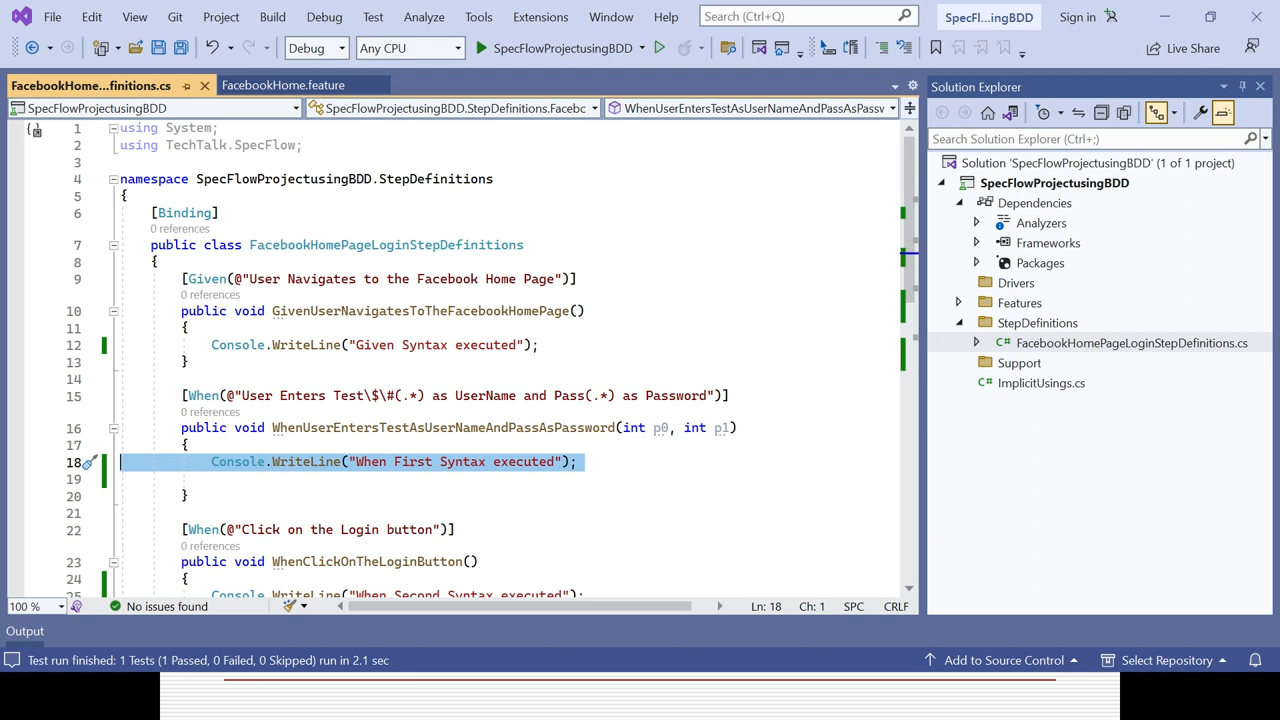 File Edit View Git Project Build Debug Test Analyze Tools Extensions Window Help Search (Ctrl+Q) SpecFl...ingBDD Sign in
Debug Any CPU SpecFlowProjectusingBDD Live Share
FacebookHome...finitions.cs FacebookHome.feature
SpecFlowProjectusingBDD SpecFlowProjectusingBDD.StepDefinitions.Facebc WhenUserEntersTestAsUserNameAndPassAsPassw
1 using System;
2 using TechTalk.SpecFlow;
3
4 namespace SpecFlowProjectusingBDD.StepDefinitions
5 {
6 [Binding]
0 references
7 public class FacebookHomePageLoginStepDefinitions
8 {
9 [Given(@"User Navigates to the Facebook Home Page")]
0 references
10 public void GivenUserNavigatesToTheFacebookHomePage()
11 {
12 Console.WriteLine("Given Syntax executed");
13 }
14
15 [When(@"User Enters Test\$\#(.*) as UserName and Pass(.*) as Password")]
0 references
16 public void WhenUserEntersTestAsUserNameAndPassAsPassword(int p0, int p1)
17 {
18 Console.WriteLine("When First Syntax executed");
19
20 }
21
22 [When(@"Click on the Login button")]
0 references
23 public void WhenClickOnTheLoginButton()
24 {
25 Console.WriteLine("When Second Syntax executed");
100 % No issues found Ln: 18 Ch: 1 SPC CRLF
Solution Explorer
Search Solution Explorer (Ctrl+;)
Solution 'SpecFlowProjectusingBDD' (1 of 1 project)
SpecFlowProjectusingBDD
Dependencies
Analyzers
Frameworks
Packages
Drivers
Features
StepDefinitions
C# FacebookHomePageLoginStepDefinitions.cs
Support
C# ImplicitUsings.cs
Output
Test run finished: 1 Tests (1 Passed, 0 Failed, 0 Skipped) run in 2.1 sec Add to Source Control Select Repository